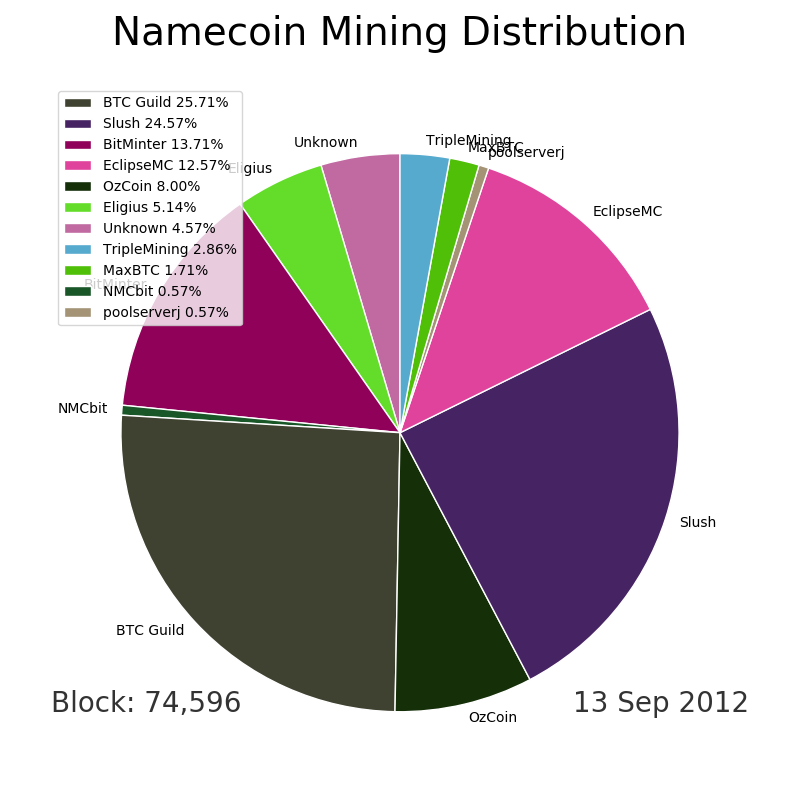 Namecoin Mining Distribution
BTC Guild 25.71%
Slush 24.57%
BitMinter 13.71%
EclipseMC 12.57%
OzCoin 8.00%
Eligius 5.14%
Unknown 4.57%
TripleMining 2.86%
MaxBTC 1.71%
NMCbit 0.57%
poolserverj 0.57%
TripleMining
MaxBTC
poolserverj
Unknown
Eligius
EclipseMC
BitMinter
NMCbit
Slush
BTC Guild
OzCoin
Block: 74,596
13 Sep 2012